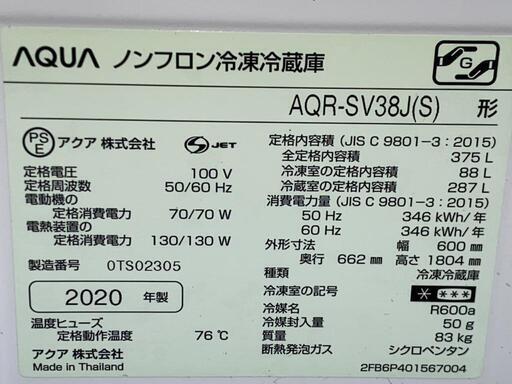 AQUA ノンフロン冷凍冷蔵庫
G
AQR-SV38J(S) 形
PS E アクア 株式会社 S JET
定格電圧 100 V
定格周波数 50/60 Hz
電動機の
定格消費電力 70/70 W
電熱装置の
定格消費電力 130/130 W
製造番号 0TS02305
2020 年製
温度ヒューズ
定格動作温度 76℃
アクア 株式会社
Made in Thailand
定格内容積 (JIS C 9801-3:2015)
全定格内容積 375 L
冷凍室の定格内容積 88 L
冷蔵室の定格内容積 287 L
消費電力量 (JIS C 9801-3:2015)
50 Hz 346 kWh/年
60 Hz 346 kWh/年
外形寸法 幅 600 mm
奥行 662 mm 高さ 1804 mm
種類 冷凍冷蔵庫
冷凍室の記号 * ***
冷媒名 R600a
冷媒封入量 50 g
質量 83 kg
断熱発泡ガス シクロペンタン
2FB6P401567004